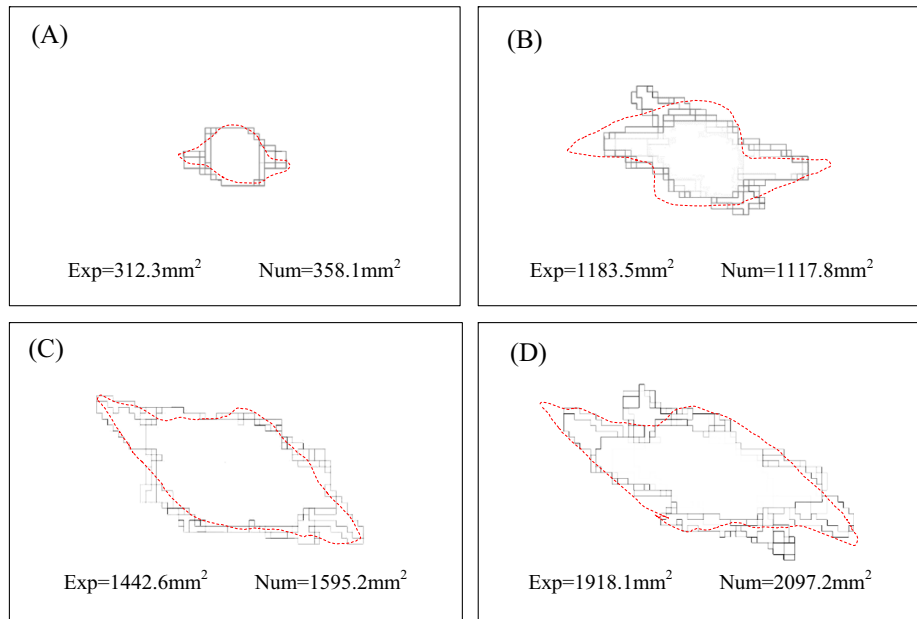 (A)
Exp=312.3mm² Num=358.1mm²
(B)
Exp=1183.5mm² Num=1117.8mm²
(C)
Exp=1442.6mm² Num=1595.2mm²
(D)
Exp=1918.1mm² Num=2097.2mm²